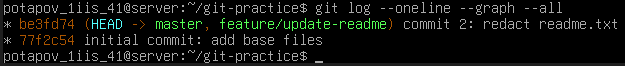 potapov_1iis_41@server:~/git-practice$ git log --oneline --graph --all
* be3fd74 (HEAD -> master, feature/update-readme) commit 2: redact readme.txt
* 77f2c54 initial commit: add base files
potapov_1iis_41@server:~/git-practice$ _